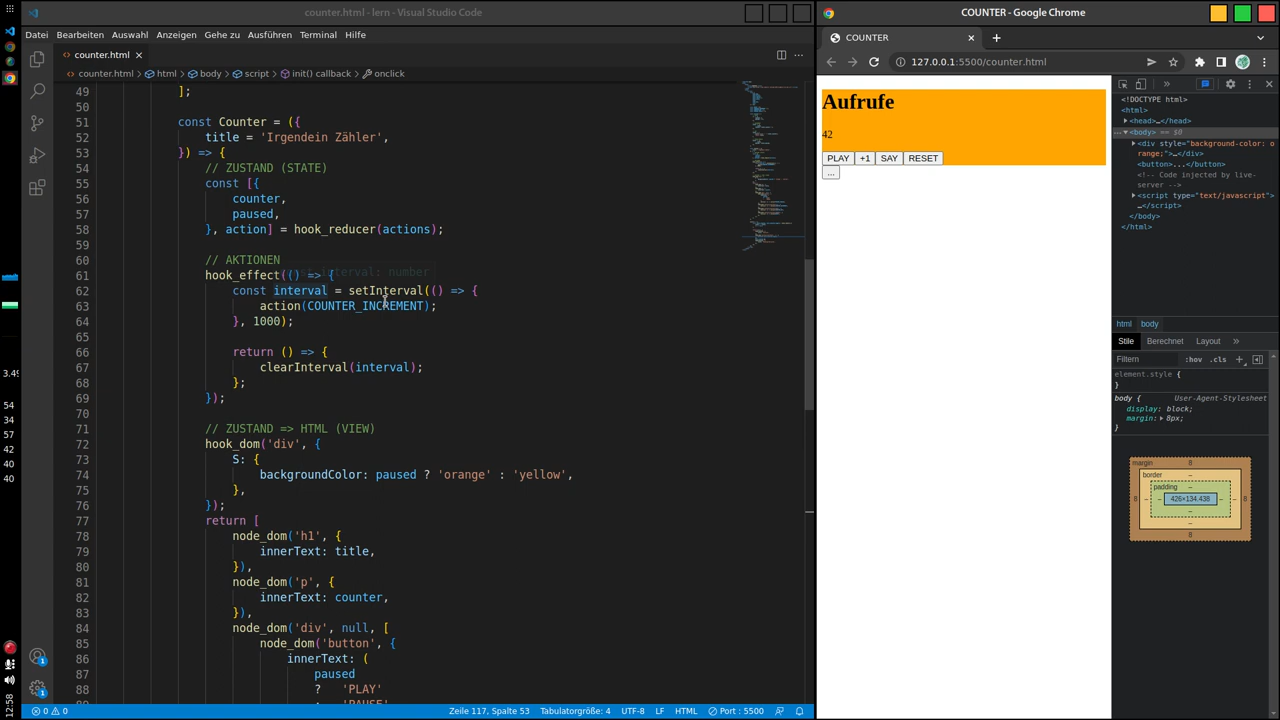 counter.html - lern - Visual Studio Code
Datei Bearbeiten Auswahl Anzeigen Gehe zu Ausführen Terminal Hilfe
counter.html
counter.html html body script init() callback onclick
49 ];
50
51 const Counter = ({
52 title = 'Irgendein Zähler',
53 }) => {
54 // ZUSTAND (STATE)
55 const [{
56 counter,
57 paused,
58 }, action] = hook_reducer(actions);
59
60 // AKTIONEN
61 hook_effect(() => {
62 const interval = setInterval(() => {
63 action(COUNTER_INCREMENT);
64 }, 1000);
65
66 return () => {
67 clearInterval(interval);
68 };
69 });
70
71 // ZUSTAND => HTML (VIEW)
72 hook_dom('div', {
73 S: {
74 backgroundColor: paused ? 'orange' : 'yellow',
75 },
76 });
77 return [
78 node_dom('h1', {
79 innerText: title,
80 }),
81 node_dom('p', {
82 innerText: counter,
83 }),
84 node_dom('div', null, [
85 node_dom('button', {
86 innerText: (
87 paused
88 ? 'PLAY'
0 0 Zeile 117, Spalte 53 Tabulatorgröße: 4 UTF-8 LF HTML Port : 5500
3.49
54
34
57
42
40
40
12:58
COUNTER - Google Chrome
COUNTER
127.0.0.1:5500/counter.html
Aufrufe
42
PLAY +1 SAY RESET
...
<!DOCTYPE html>
<html>
<head>…</head>
<body> == $0
<div style="background-color: o
range;">…</div>
<button>...</button>
<!-- Code injected by live-
server -->
<script type="text/javascript">
…</script>
</body>
</html>
html body
Stile Berechnet Layout
Filtern :hov .cls
element.style {
}
body { User-Agent-Stylesheet
display: block;
margin: 8px;
}
margin 8
border –
padding –
8 – – 426×134.438 – – 8
–
–
8